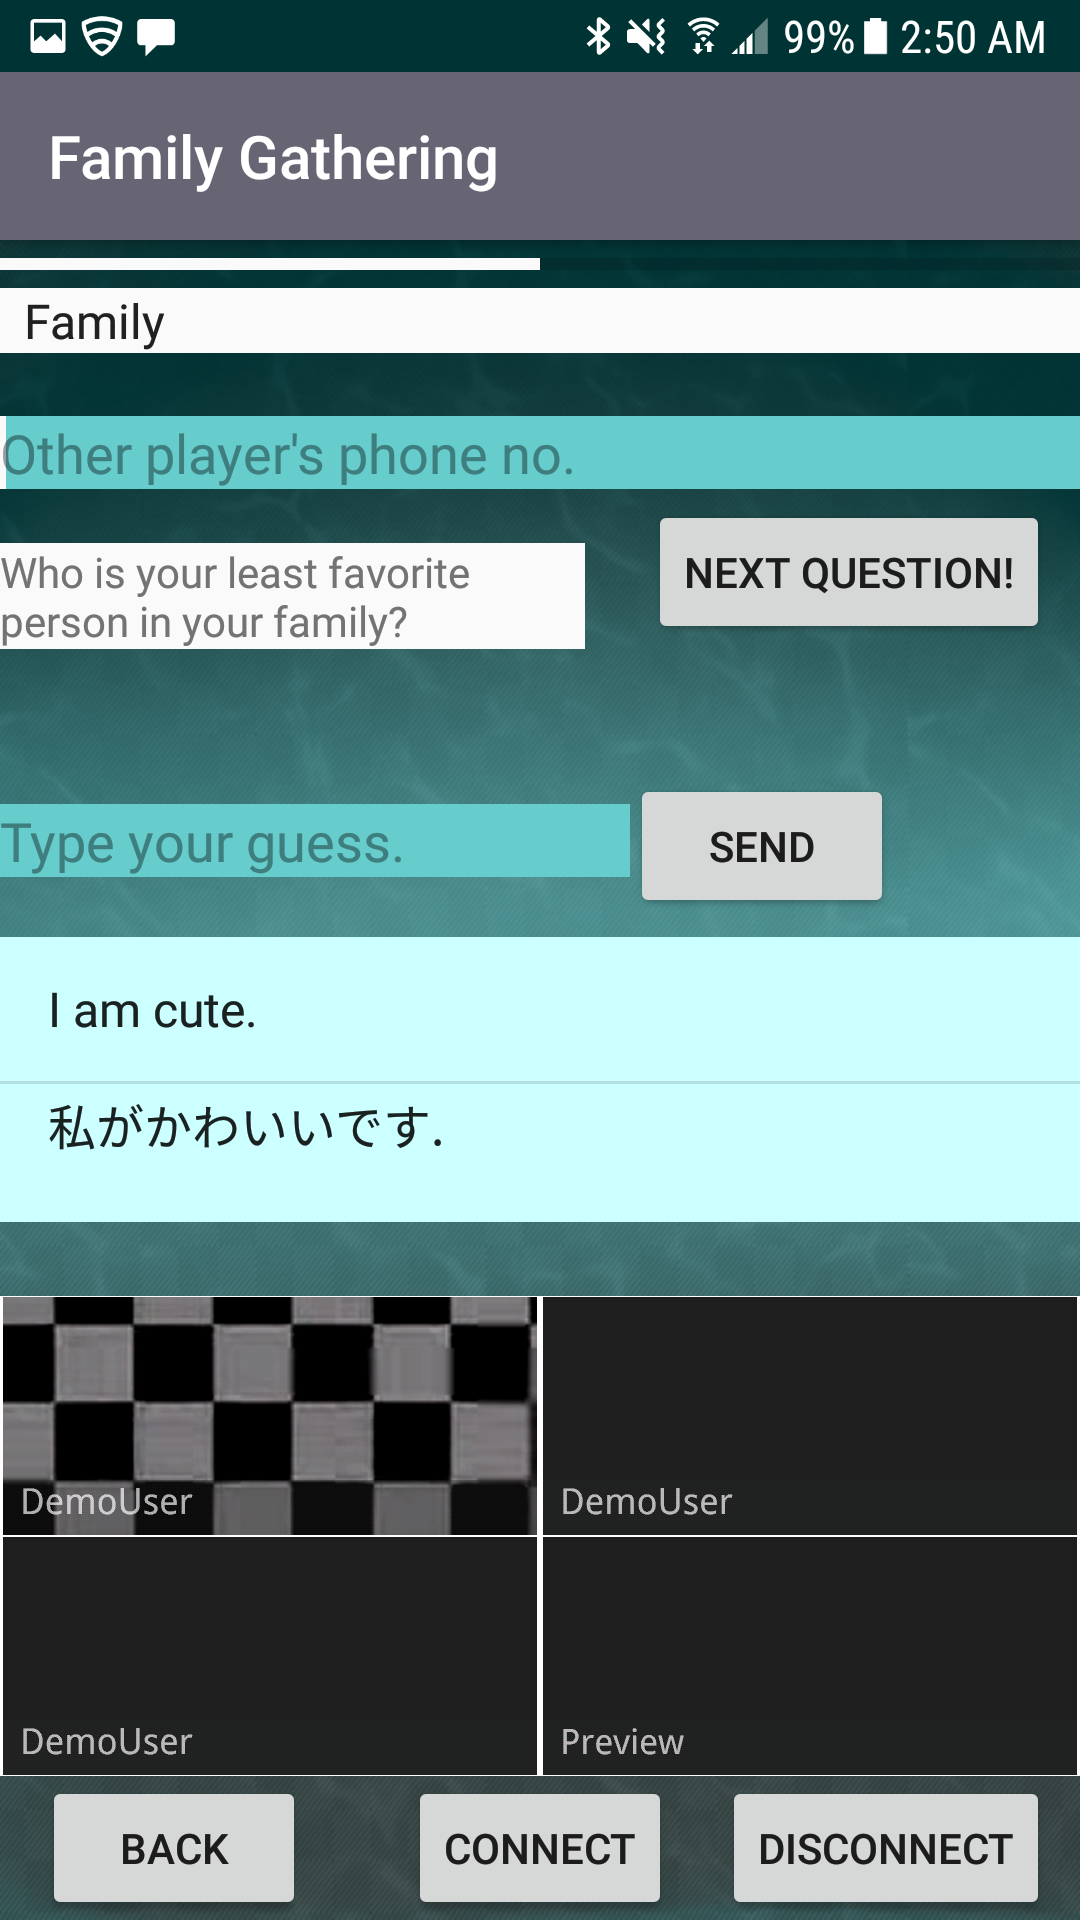 99% 2:50 AM
Family Gathering
Family
Other player's phone no.
Who is your least favorite
person in your family?
NEXT QUESTION!
Type your guess.
SEND
I am cute.
私がかわいいです.
DemoUser
DemoUser
DemoUser
Preview
BACK
CONNECT
DISCONNECT